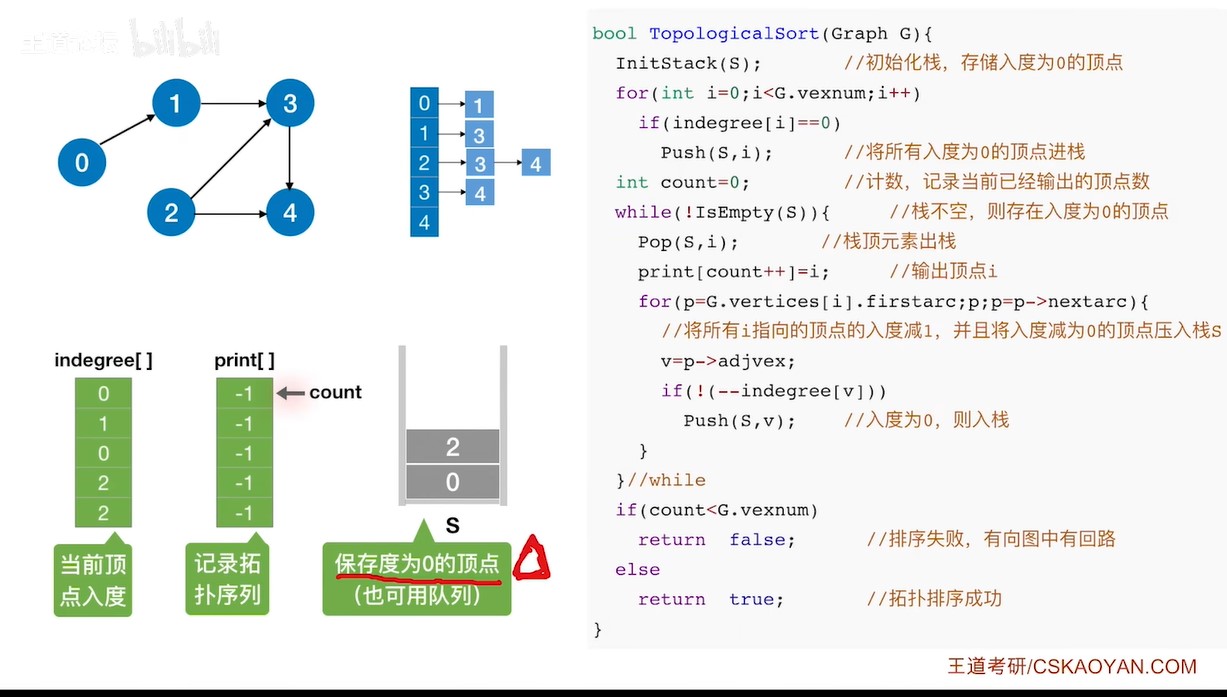 王道考研 bilibili
1
3
0
2
4
0 1
1 3
2 3 4
3 4
4
indegree[ ]
0
1
0
2
2
当前顶
点入度
print[ ]
-1
-1
-1
-1
-1
count
记录拓
扑序列
2
0
S
保存度为0的顶点
（也可用队列）
bool TopologicalSort(Graph G){
InitStack(S); //初始化栈，存储入度为0的顶点
for(int i=0;i<G.vexnum;i++)
if(indegree[i]==0)
Push(S,i); //将所有入度为0的顶点进栈
int count=0; //计数，记录当前已经输出的顶点数
while(!IsEmpty(S)){ //栈不空，则存在入度为0的顶点
Pop(S,i); //栈顶元素出栈
print[count++]=i; //输出顶点i
for(p=G.vertices[i].firstarc;p;p=p->nextarc){
//将所有i指向的顶点的入度减1，并且将入度减为0的顶点压入栈S
v=p->adjvex;
if(!(--indegree[v]))
Push(S,v); //入度为0，则入栈
}
}//while
if(count<G.vexnum)
return false; //排序失败，有向图中有回路
else
return true; //拓扑排序成功
}
王道考研/CSKAOYAN.COM